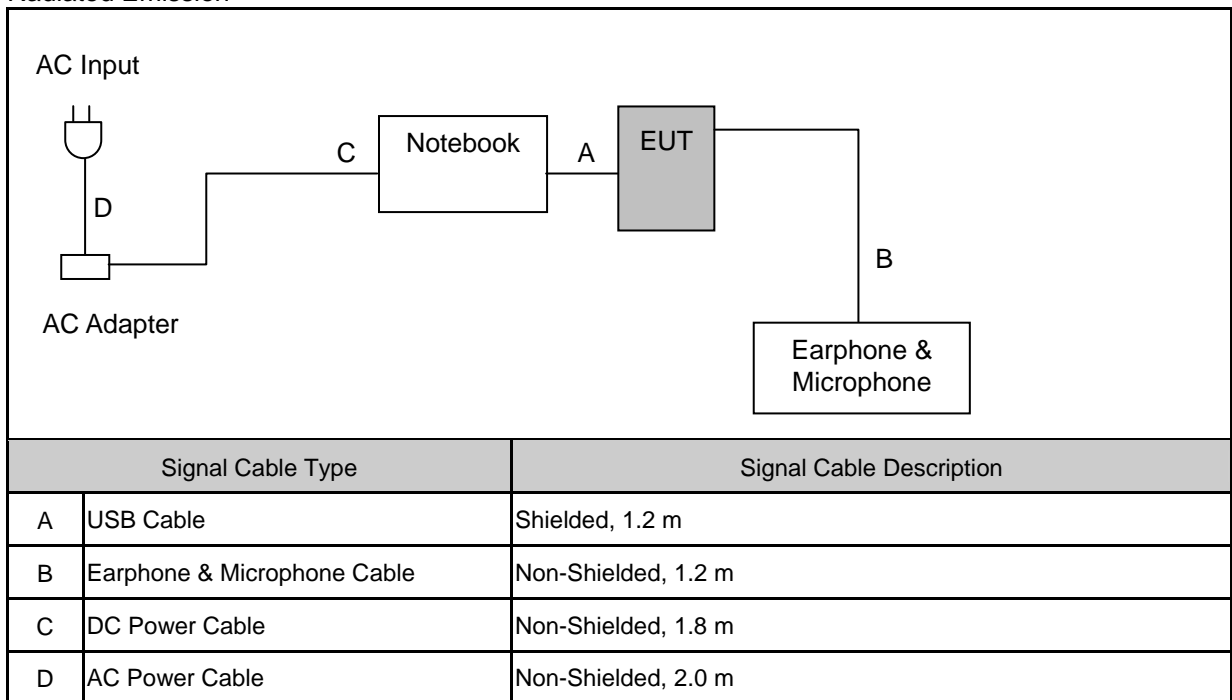 Radiated Emission
AC Input
C
Notebook
A
EUT
D
B
AC Adapter
Earphone &
Microphone
Signal Cable Type Signal Cable Description
A USB Cable Shielded, 1.2 m
B Earphone & Microphone Cable Non-Shielded, 1.2 m
C DC Power Cable Non-Shielded, 1.8 m
D AC Power Cable Non-Shielded, 2.0 m